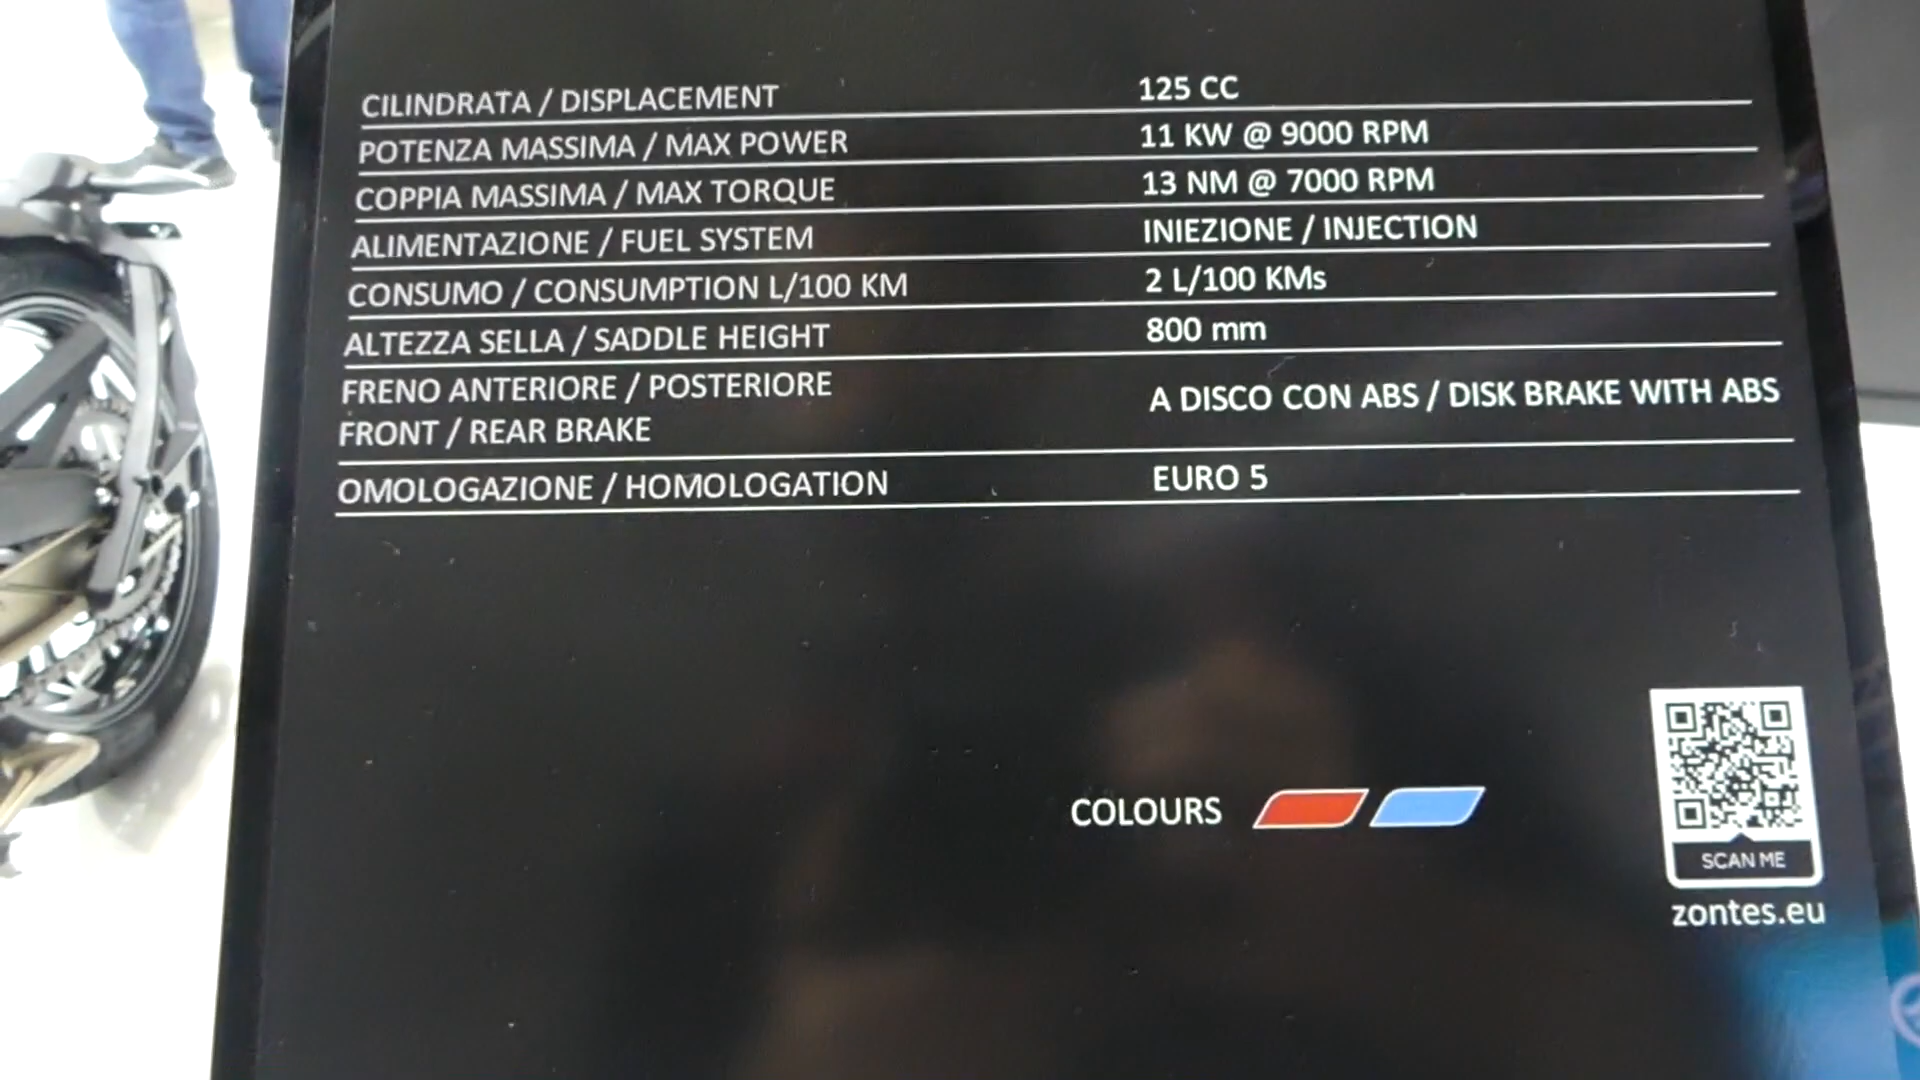 CILINDRATA / DISPLACEMENT 125 CC
POTENZA MASSIMA / MAX POWER 11 KW @ 9000 RPM
COPPIA MASSIMA / MAX TORQUE 13 NM @ 7000 RPM
ALIMENTAZIONE / FUEL SYSTEM INIEZIONE / INJECTION
CONSUMO / CONSUMPTION L/100 KM 2 L/100 KMs
ALTEZZA SELLA / SADDLE HEIGHT 800 mm
FRENO ANTERIORE / POSTERIORE
FRONT / REAR BRAKE A DISCO CON ABS / DISK BRAKE WITH ABS
OMOLOGAZIONE / HOMOLOGATION EURO 5
COLOURS
SCAN ME
zontes.eu